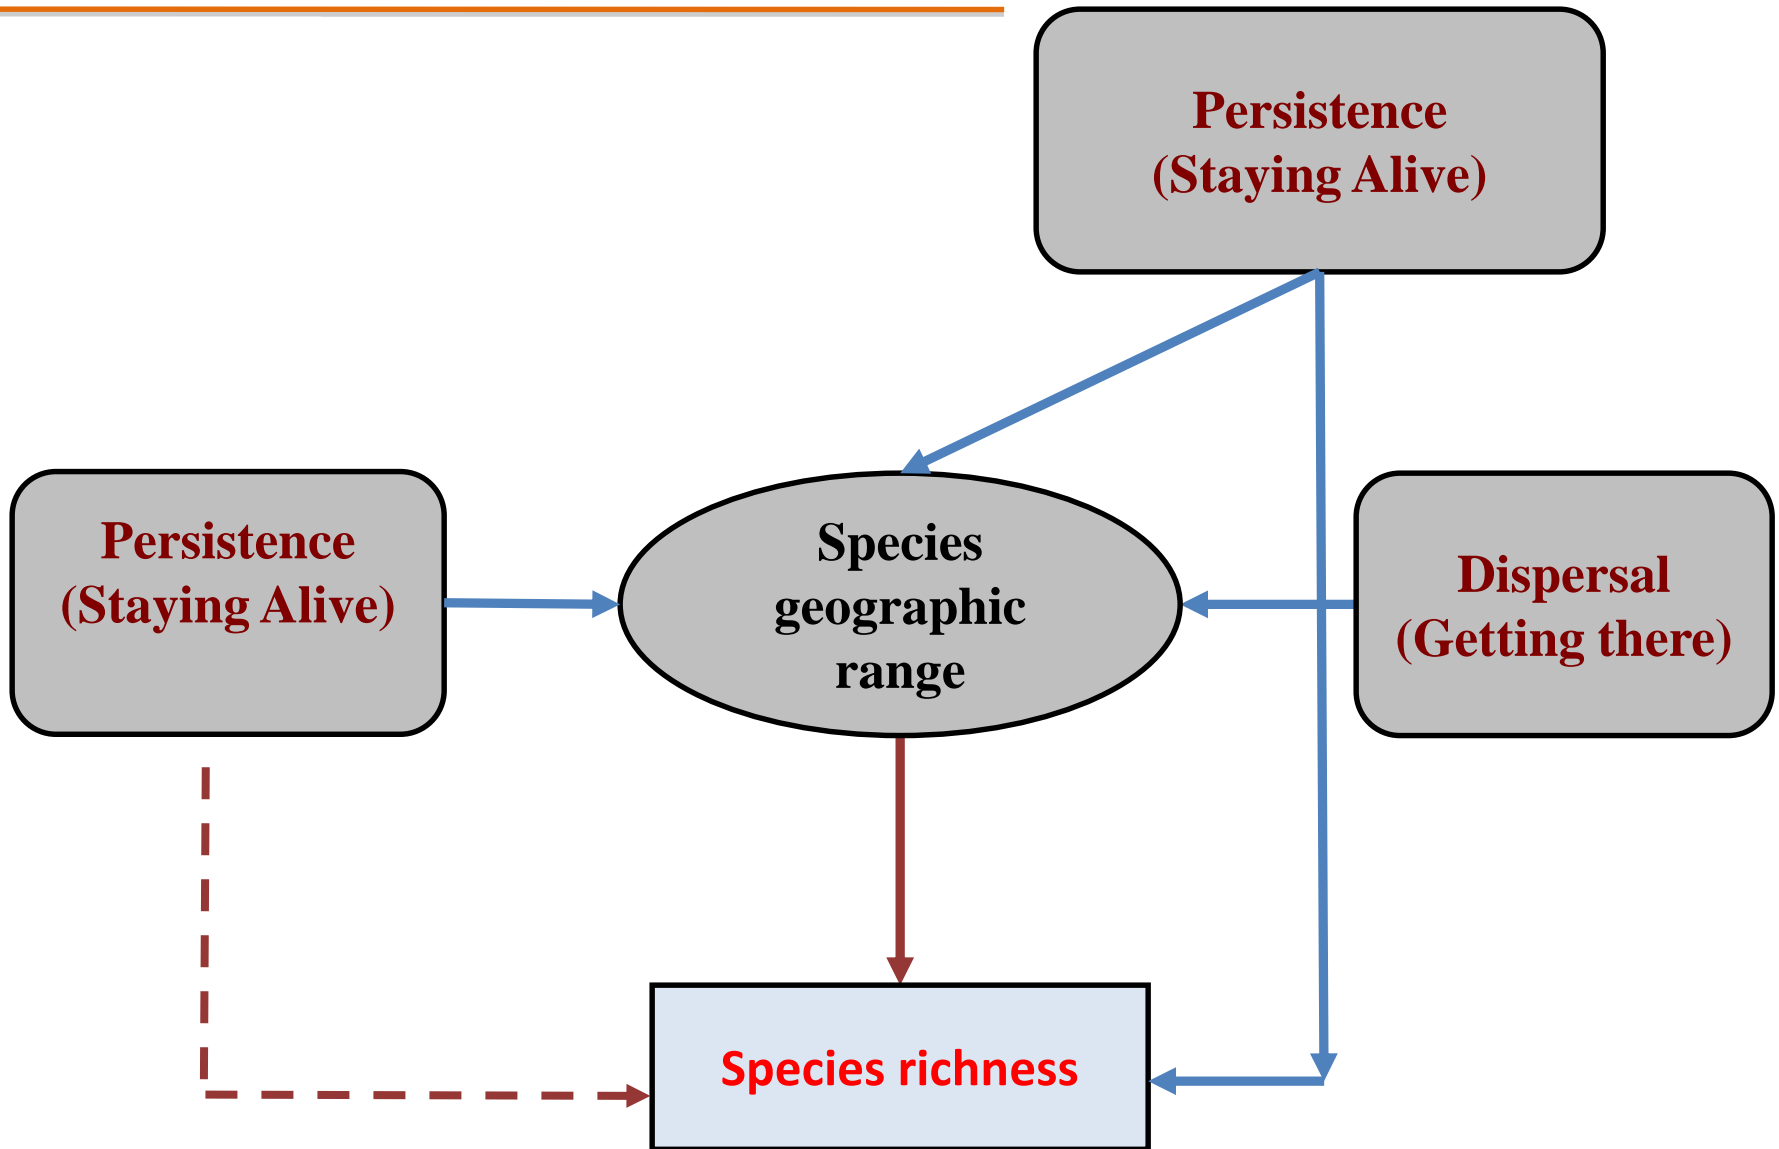 Persistence
(Staying Alive)
Persistence
(Staying Alive)
Species
geographic
range
Dispersal
(Getting there)
Species richness